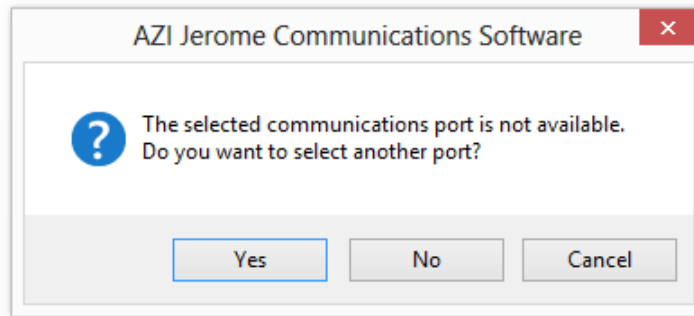 AZI Jerome Communications Software
The selected communications port is not available.
Do you want to select another port?
Yes
No
Cancel